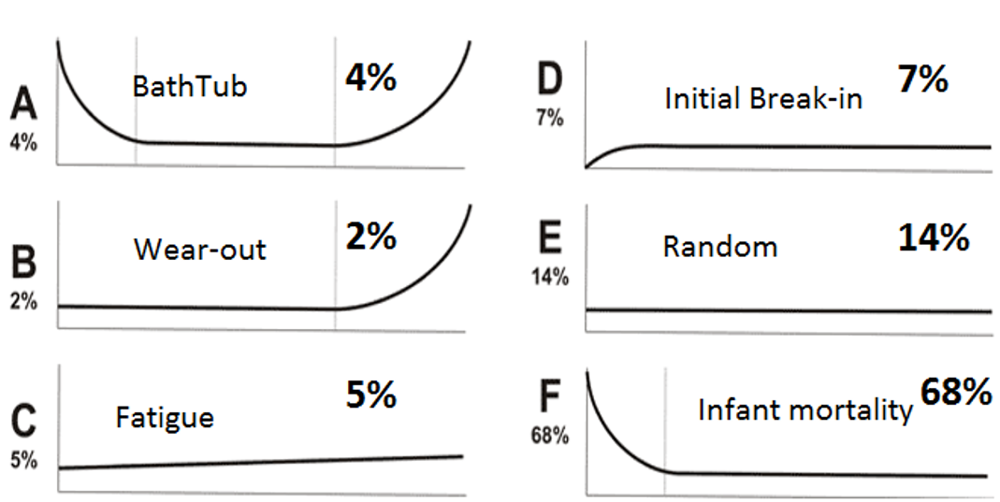 A
4%
BathTub
4%
B
2%
Wear-out
2%
C
5%
Fatigue
5%
D
7%
Initial Break-in
7%
E
14%
Random
14%
F
68%
Infant mortality
68%